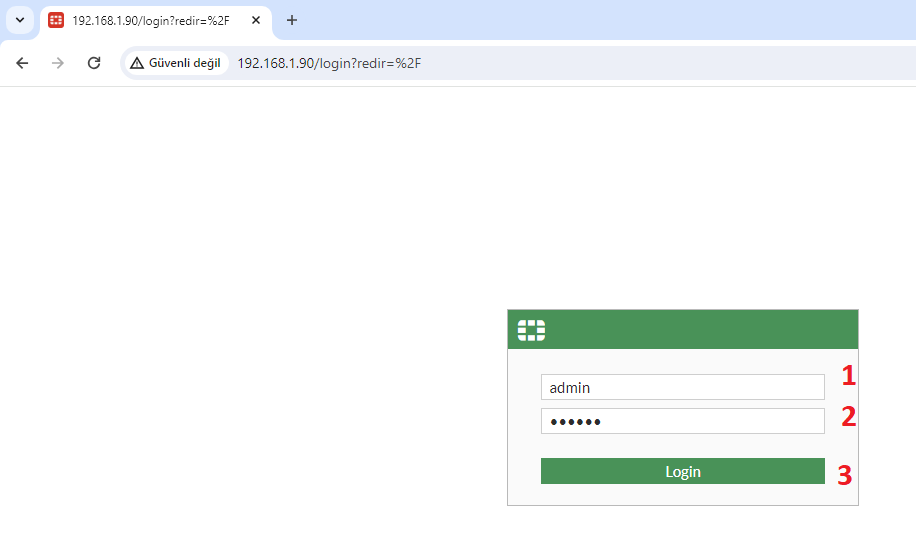 192.168.1.90/login?redir=%2F
Güvenli değil 192.168.1.90/login?redir=%2F
admin 1
•••••• 2
Login 3